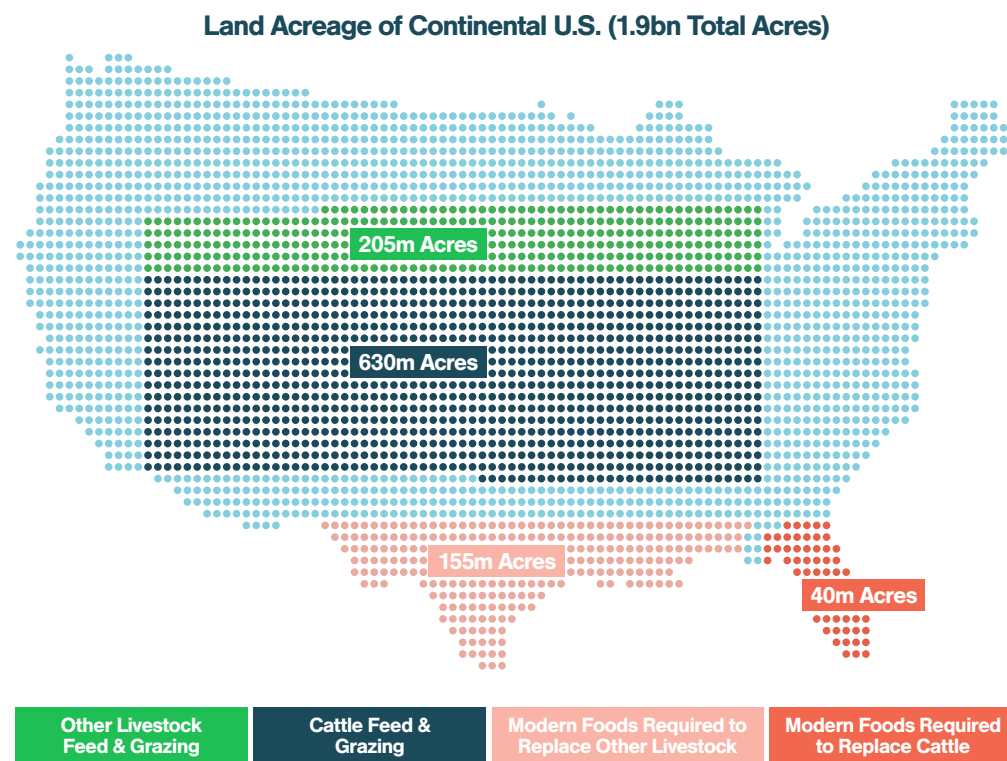 Land Acreage of Continental U.S. (1.9bn Total Acres)
205m Acres
630m Acres
155m Acres
40m Acres
Other Livestock
Feed & Grazing
Cattle Feed &
Grazing
Modern Foods Required to
Replace Other Livestock
Modern Foods Required
to Replace Cattle